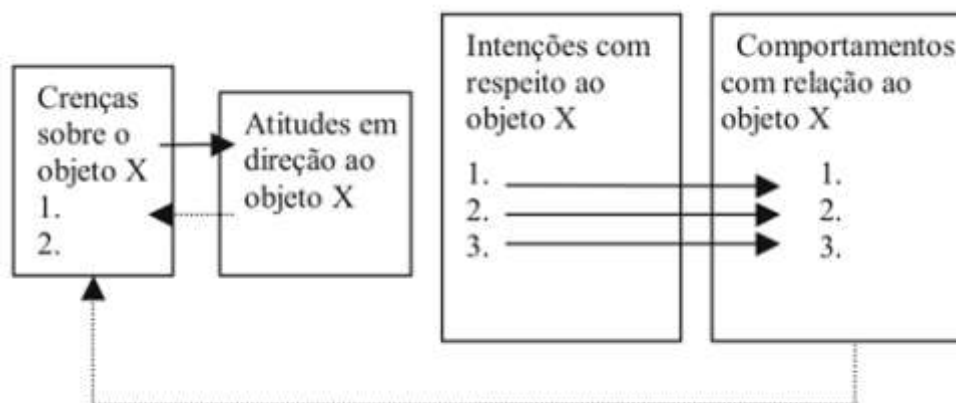 Crenças
sobre o
objeto X
1.
2.
Atitudes em
direção ao
objeto X
Intenções com
respeito ao
objeto X
1.
2.
3.
Comportamentos
com relação ao
objeto X
1.
2.
3.